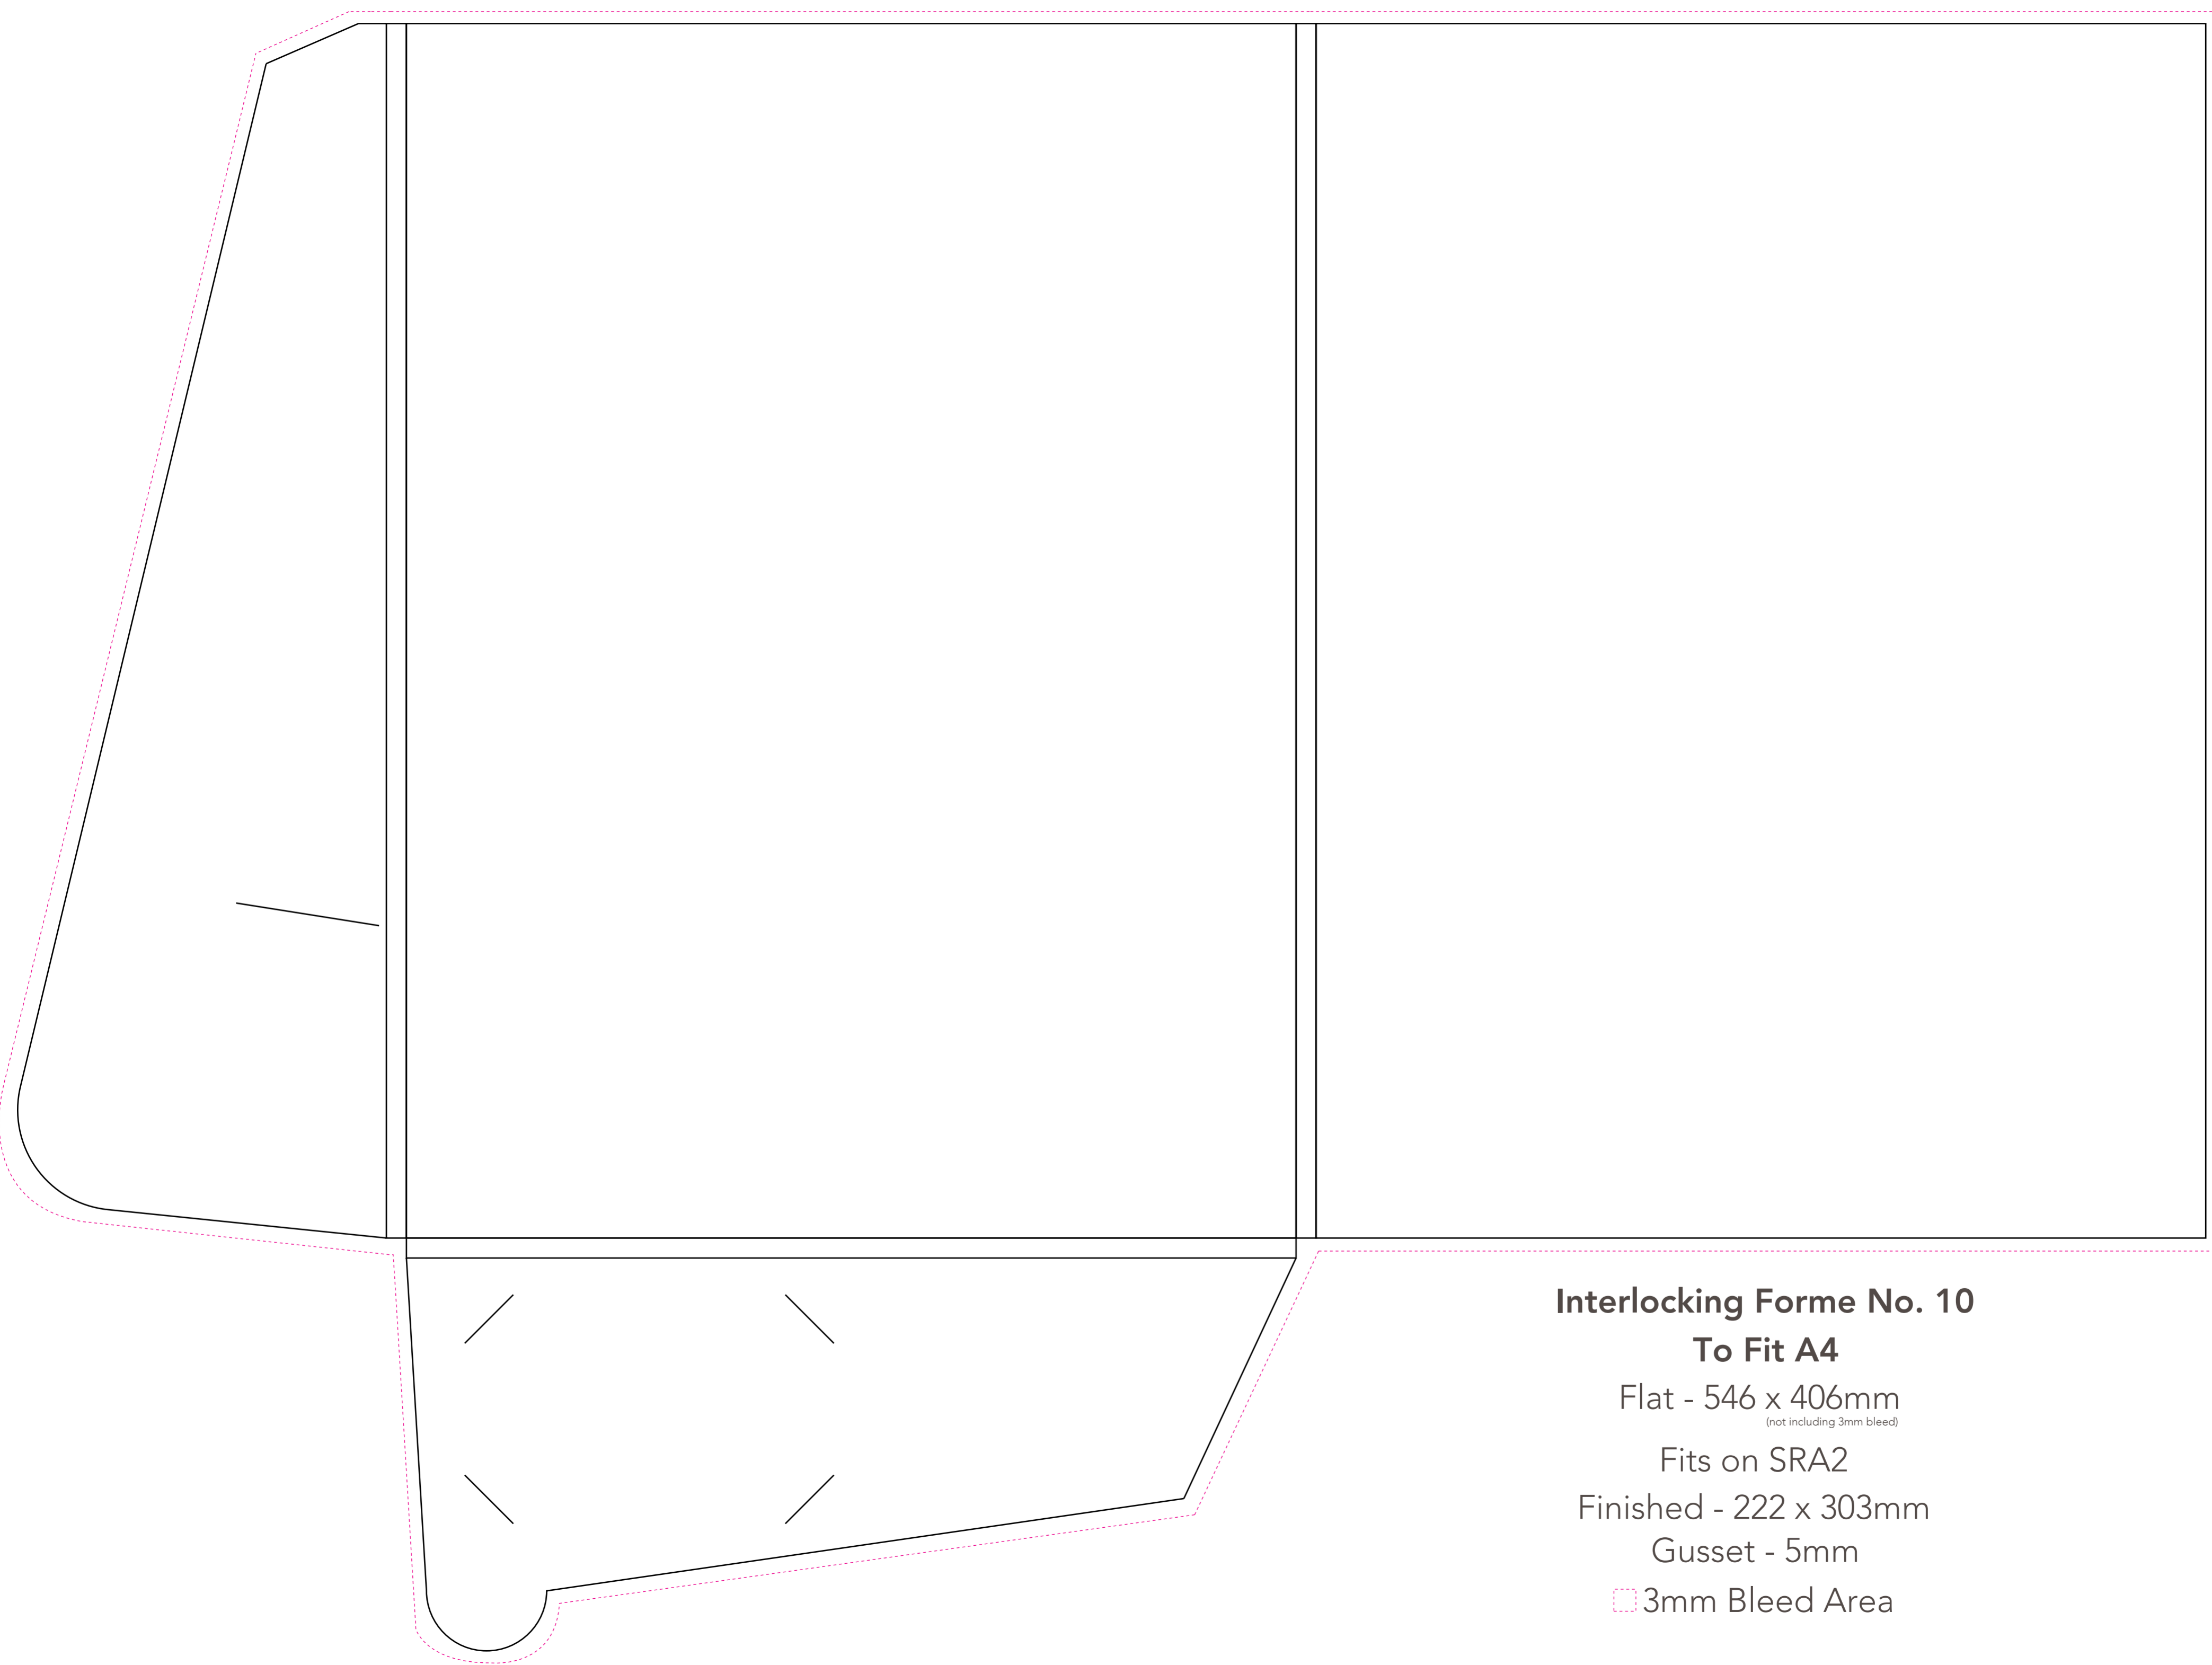 Interlocking Forme No. 10
To Fit A4
Flat - 546 x 406mm
(not including 3mm bleed)
Fits on SRA2
Finished - 222 x 303mm
Gusset - 5mm
3mm Bleed Area